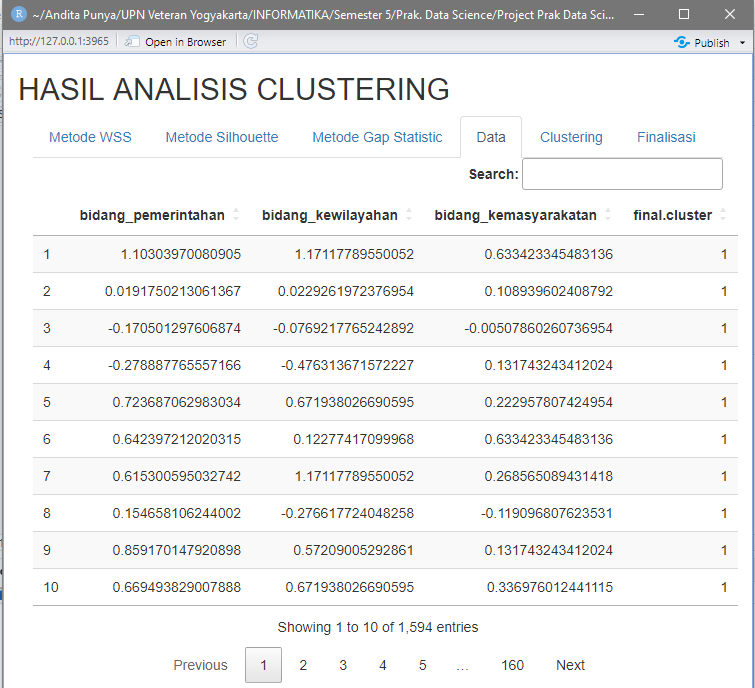 R ~/Andita Punya/UPN Veteran Yogyakarta/INFORMATIKA/Semester 5/Prak. Data Science/Project Prak Data Sci...
http://127.0.0.1:3965 Open in Browser Publish
HASIL ANALISIS CLUSTERING
Metode WSS Metode Silhouette Metode Gap Statistic Data Clustering Finalisasi
Search:
bidang_pemerintahan bidang_kewilayahan bidang_kemasyarakatan final.cluster
1 1.10303970080905 1.17117789550052 0.633423345483136 1
2 0.0191750213061367 0.0229261972376954 0.108939602408792 1
3 -0.170501297606874 -0.0769217765242892 -0.00507860260736954 1
4 -0.278887765557166 -0.476313671572227 0.131743243412024 1
5 0.723687062983034 0.671938026690595 0.222957807424954 1
6 0.642397212020315 0.12277417099968 0.633423345483136 1
7 0.615300595032742 1.17117789550052 0.268565089431418 1
8 0.154658106244002 -0.276617724048258 -0.119096807623531 1
9 0.859170147920898 0.57209005292861 0.131743243412024 1
10 0.669493829007888 0.671938026690595 0.336976012441115 1
Showing 1 to 10 of 1,594 entries
Previous 1 2 3 4 5 … 160 Next